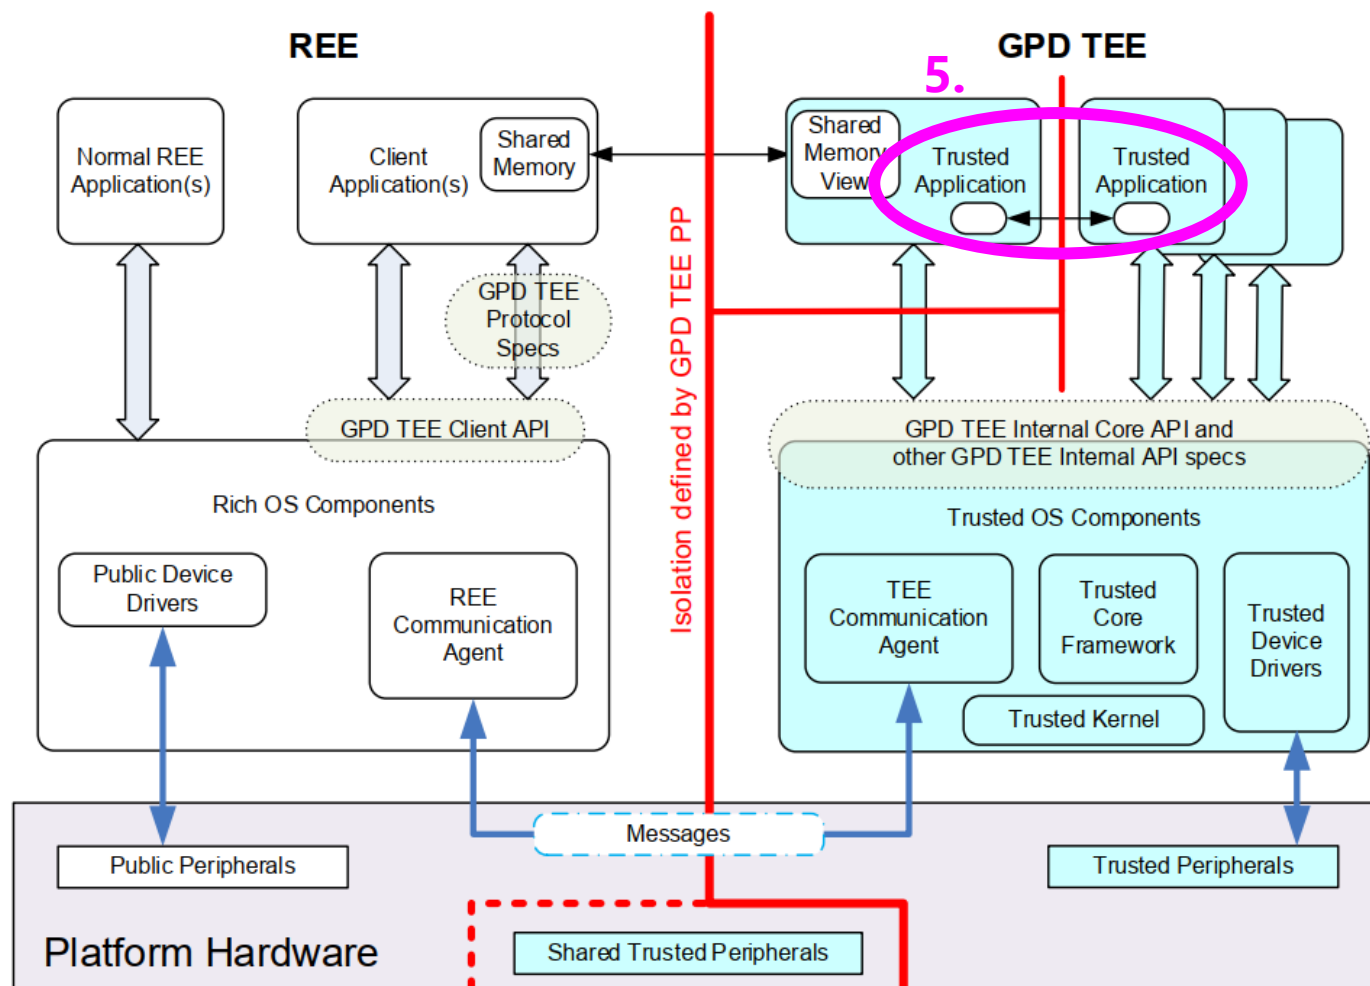 REE
GPD TEE
5.
Normal REE
Application(s)
Client
Application(s)
Shared
Memory
Shared
Memory
View
Trusted
Application
Trusted
Application
GPD TEE
Protocol
Specs
Isolation defined by GPD TEE PP
GPD TEE Client API
GPD TEE Internal Core API and
other GPD TEE Internal API specs
Rich OS Components
Trusted OS Components
Public Device
Drivers
REE
Communication
Agent
TEE
Communication
Agent
Trusted
Core
Framework
Trusted
Device
Drivers
Trusted Kernel
Messages
Public Peripherals
Trusted Peripherals
Platform Hardware
Shared Trusted Peripherals